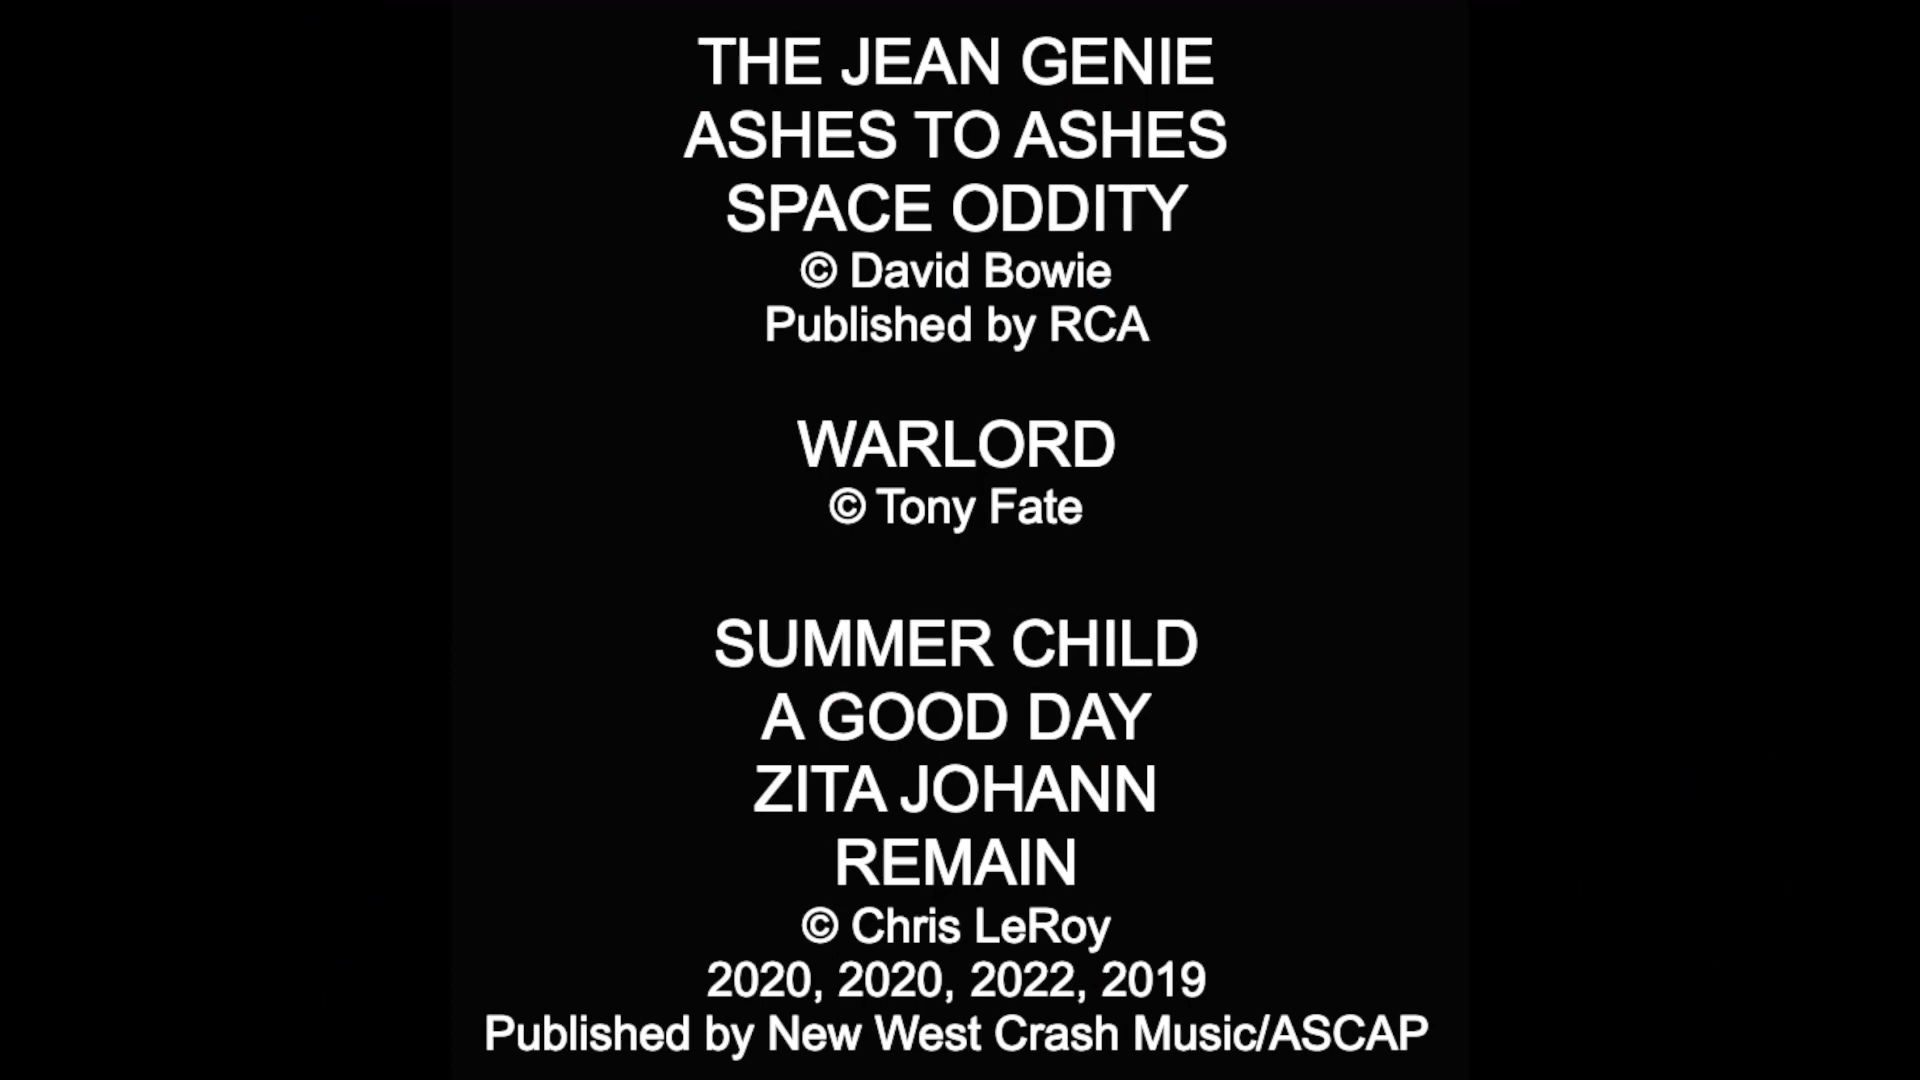 THE JEAN GENIE
ASHES TO ASHES
SPACE ODDITY
© David Bowie
Published by RCA
WARLORD
© Tony Fate
SUMMER CHILD
A GOOD DAY
ZITA JOHANN
REMAIN
© Chris LeRoy
2020, 2020, 2022, 2019
Published by New West Crash Music/ASCAP